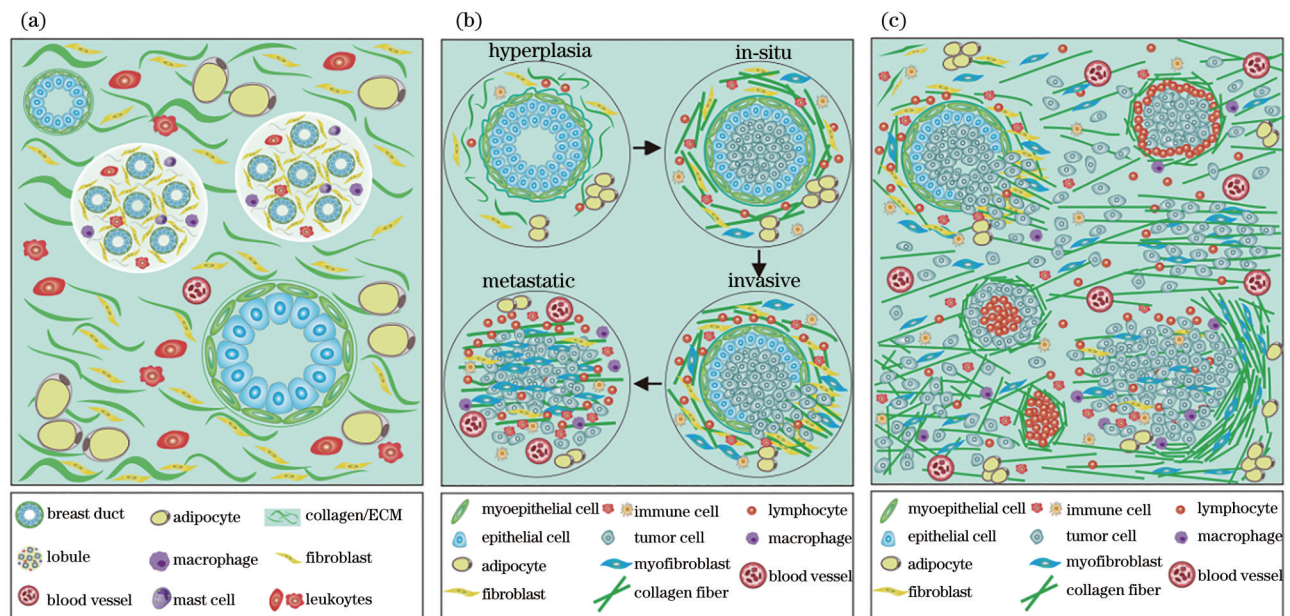 (a)
(b)
(c)
hyperplasia
in-situ
metastatic
invasive
breast duct
adipocyte
collagen/ECM
lobule
macrophage
fibroblast
blood vessel
mast cell
leukoytes
myoepithelial cell
immune cell
lymphocyte
epithelial cell
tumor cell
macrophage
adipocyte
myofibroblast
blood vessel
fibroblast
collagen fiber
myoepithelial cell
immune cell
lymphocyte
epithelial cell
tumor cell
macrophage
adipocyte
myofibroblast
blood vessel
fibroblast
collagen fiber